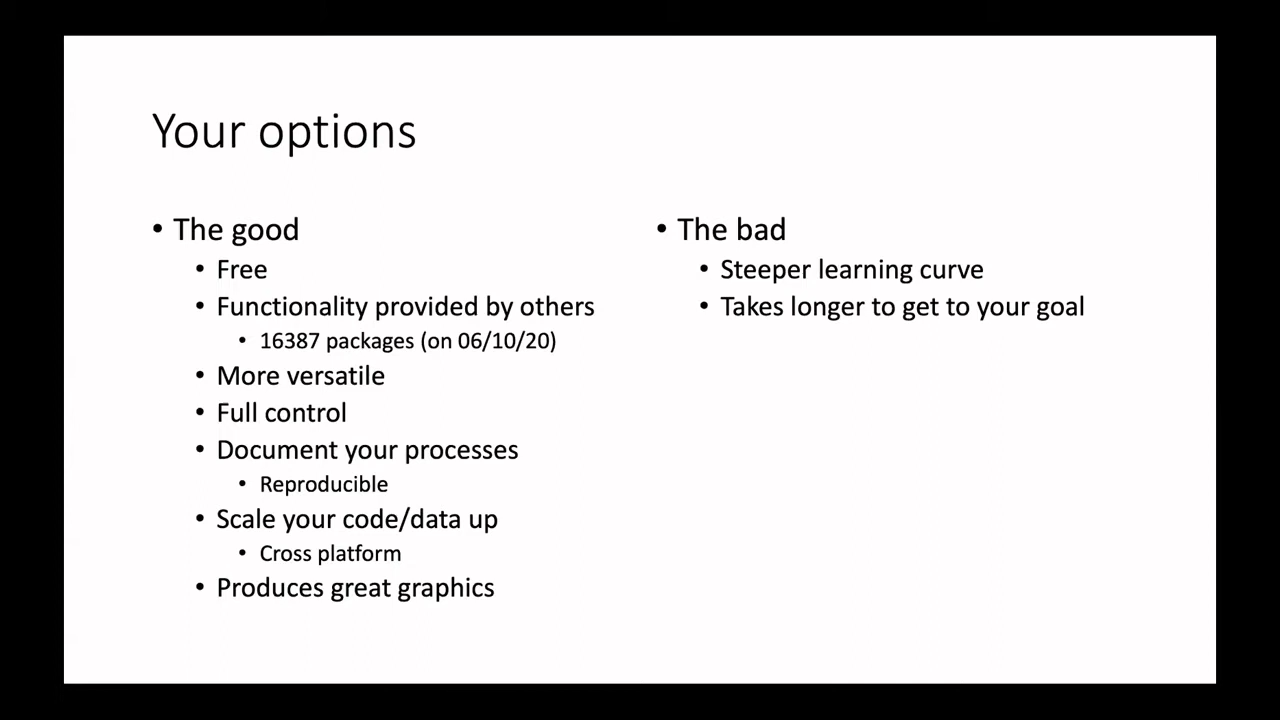 Your options
• The good
• Free
• Functionality provided by others
• 16387 packages (on 06/10/20)
• More versatile
• Full control
• Document your processes
• Reproducible
• Scale your code/data up
• Cross platform
• Produces great graphics
• The bad
• Steeper learning curve
• Takes longer to get to your goal